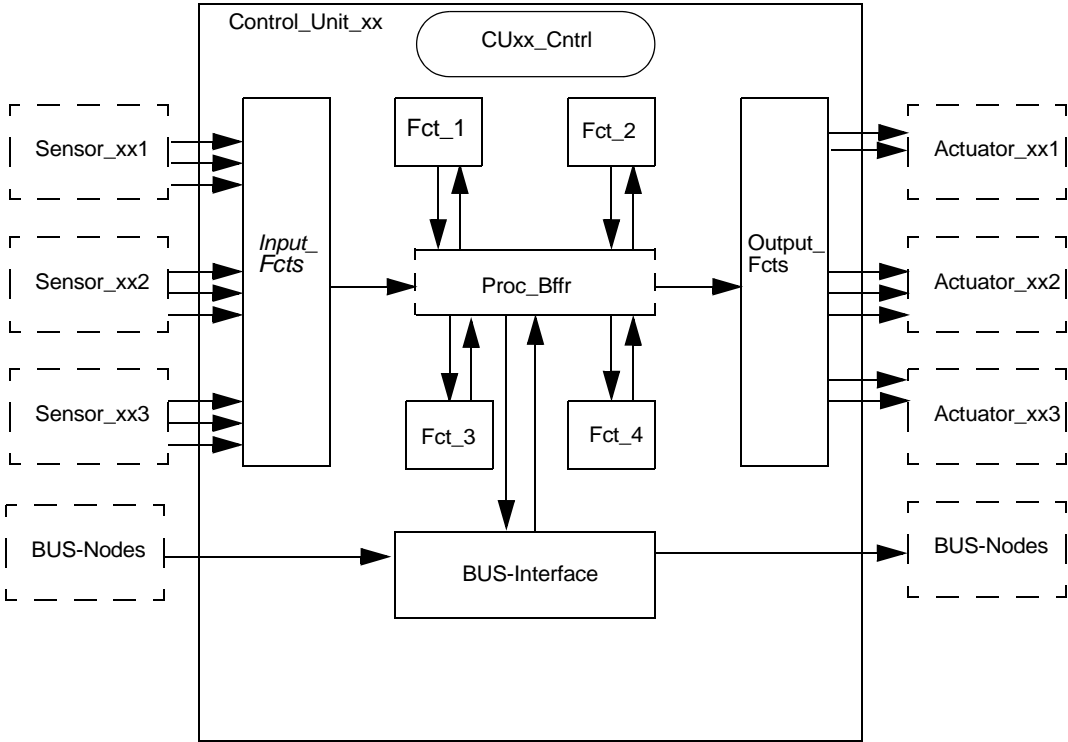 Control_Unit_xx
CUxx_Cntrl
Fct_1
Fct_2
Sensor_xx1
Actuator_xx1
Input_
Fcts
Output_
Fcts
Sensor_xx2
Proc_Bffr
Actuator_xx2
Sensor_xx3
Fct_3
Fct_4
Actuator_xx3
BUS-Nodes
BUS-Interface
BUS-Nodes